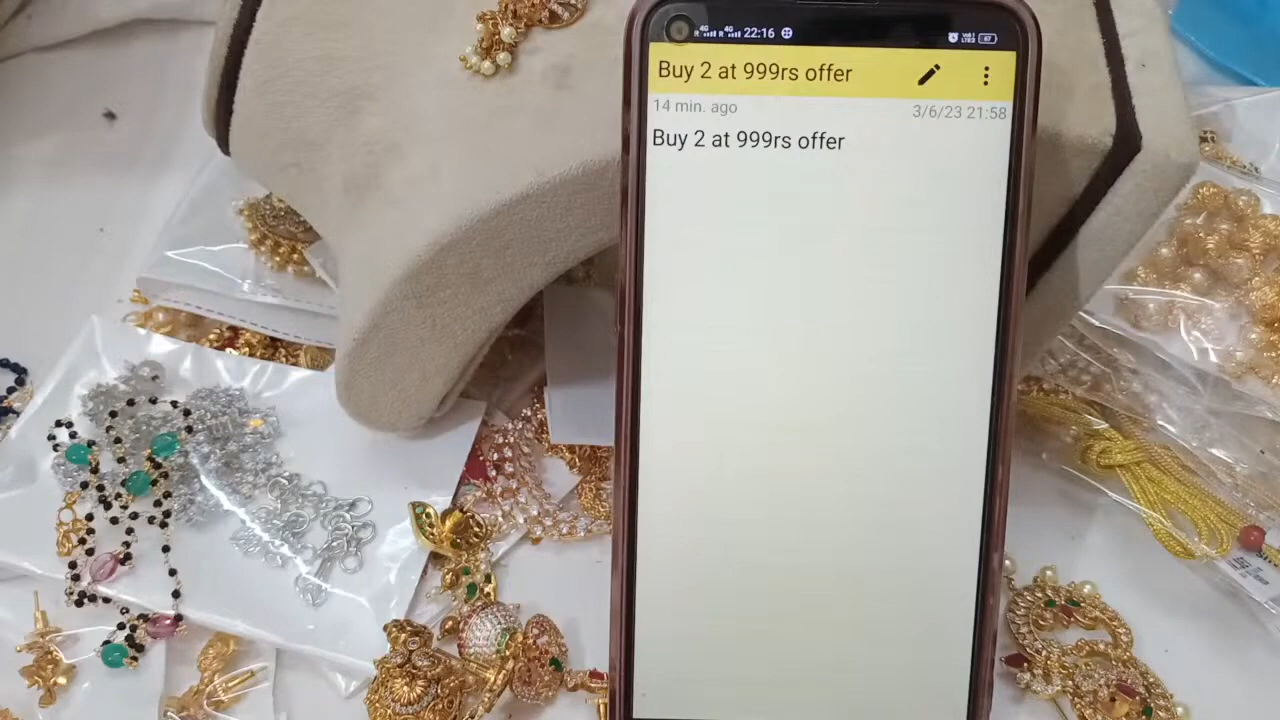 22:16
67
Buy 2 at 999rs offer
14 min. ago
3/6/23 21:58
Buy 2 at 999rs offer